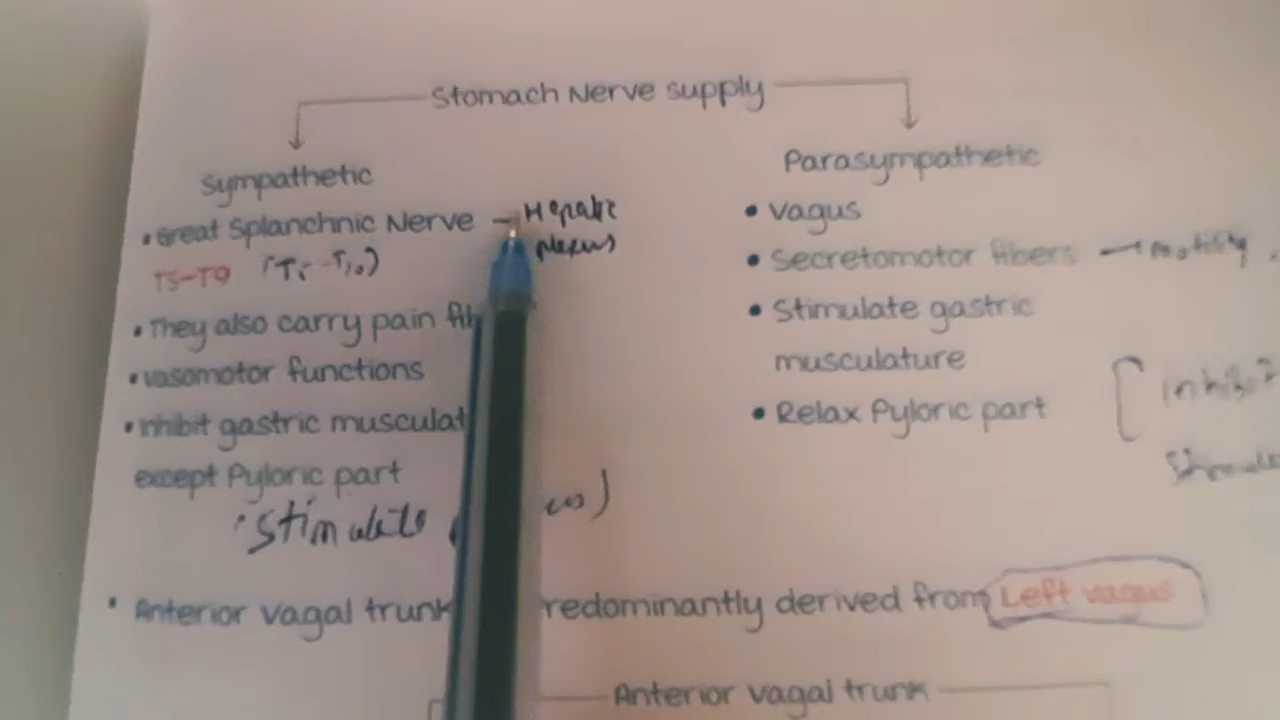 Stomach Nerve supply
Sympathetic
• Great Splanchnic Nerve – Hepatic
plexus
T5-T9
• They also carry pain
• vasomotor functions
• Inhibit gastric musculat
except Pyloric part
Stimulate
Parasympathetic
• Vagus
• Secretomotor fibers → motility
• Stimulate gastric
musculature
• Relax Pyloric part
• Anterior vagal trunk redominantly derived from Left vagus
Anterior vagal trunk